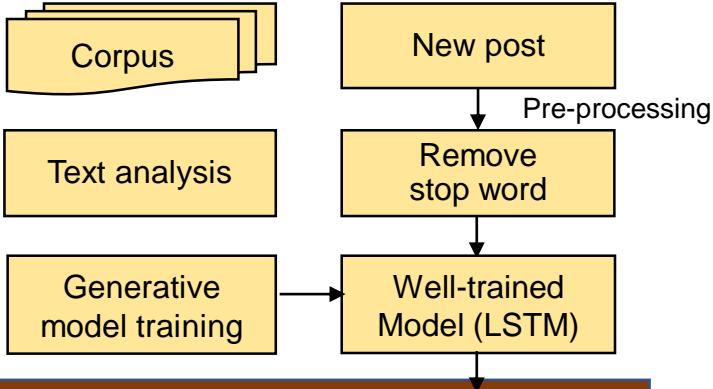 Corpus
New post
Pre-processing
Text analysis
Remove
stop word
Generative
model training
Well-trained
Model (LSTM)